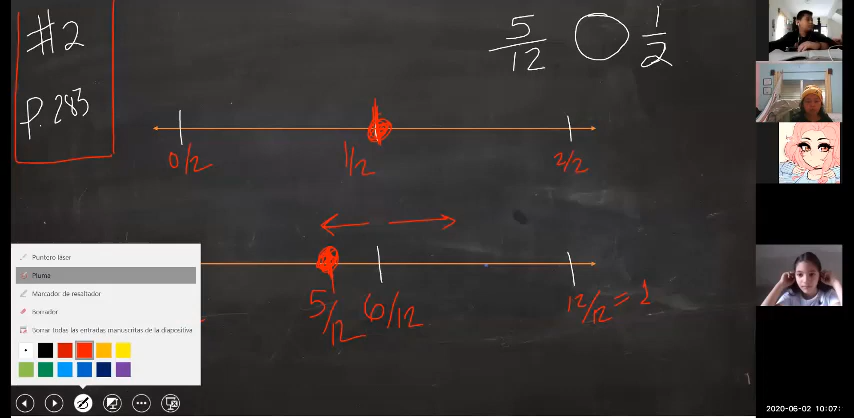 #2
P. 283
5/12 ○ 1/2
0/2 1/2 2/2
5/12 6/12 12/12 = 1
Puntero láser
Pluma
Marcador de resaltador
Borrador
Borrar todas las entradas manuscritas de la diapositiva
2020-06-02 10:07: